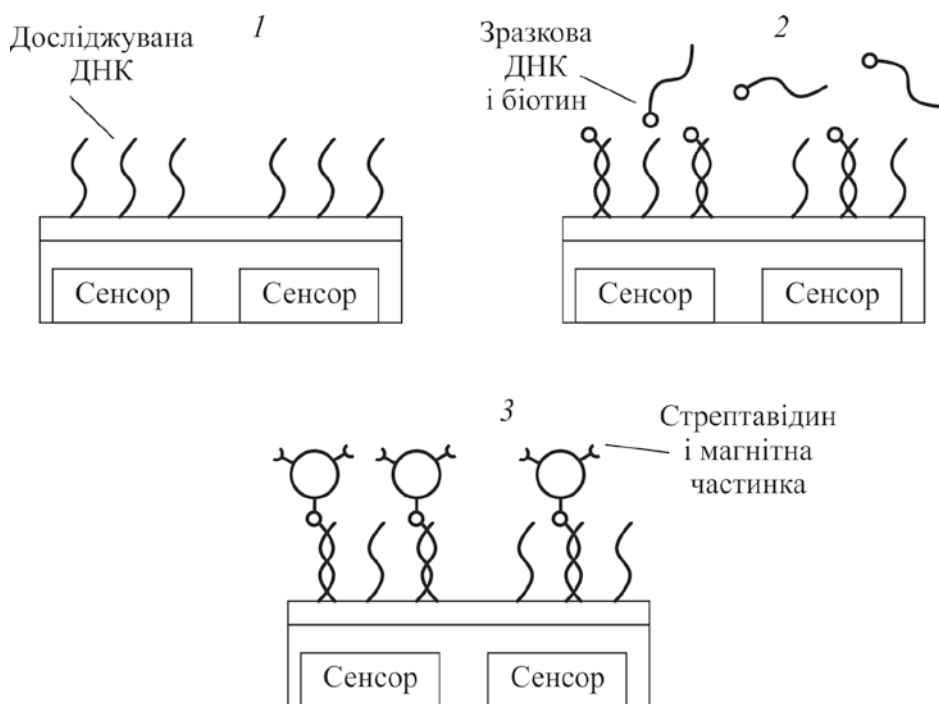 Досліджувана
ДНК
1
Сенсор Сенсор
Зразкова
ДНК
і біотин
2
Сенсор Сенсор
3
Стрептавідин
і магнітна
частинка
Сенсор Сенсор